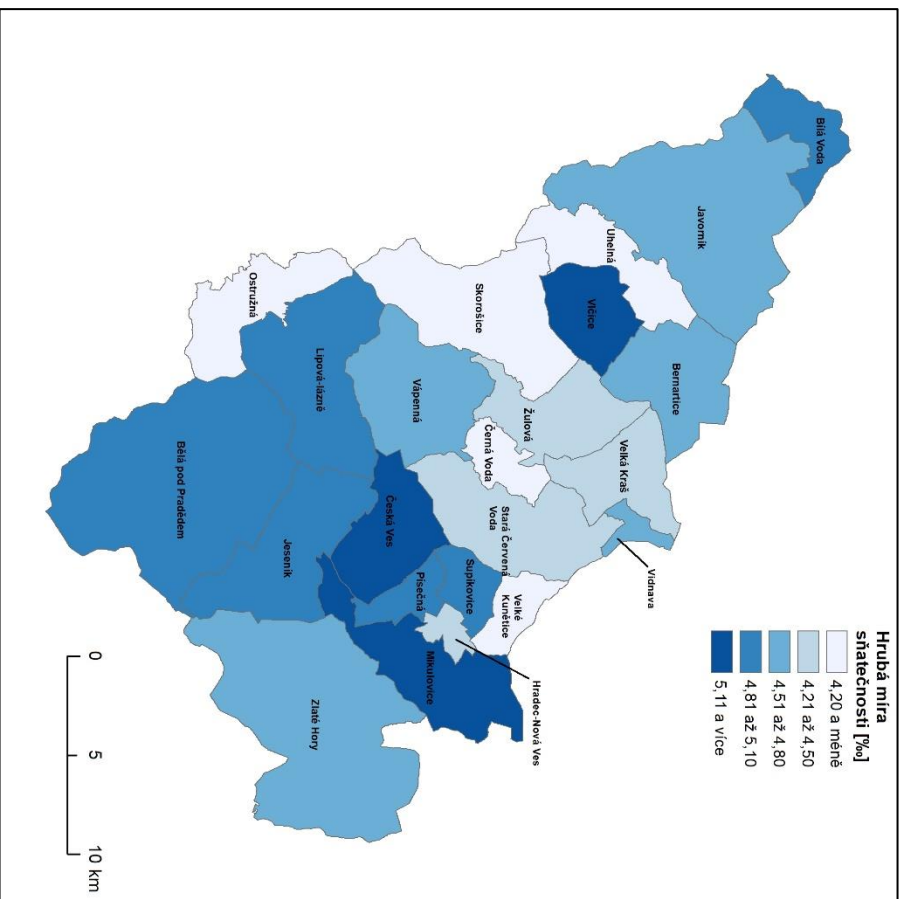 Hrubá míra
sňatečnosti [‰]
4,20 a méně
4,21 až 4,50
4,51 až 4,80
4,81 až 5,10
5,11 a více
Bílá Voda
Javorník
Uhelná
Vlčice
Bernartice
Skorošice
Ostružná
Lipová-lázně
Vápenná
Žulová
Černá Voda
Velká Kraš
Vidnava
Stará Červená
Voda
Velké
Kunětice
Supíkovice
Písečná
Česká Ves
Hradec-Nová Ves
Mikulovice
Jeseník
Bělá pod Pradědem
Zlaté Hory
0
5
10 km